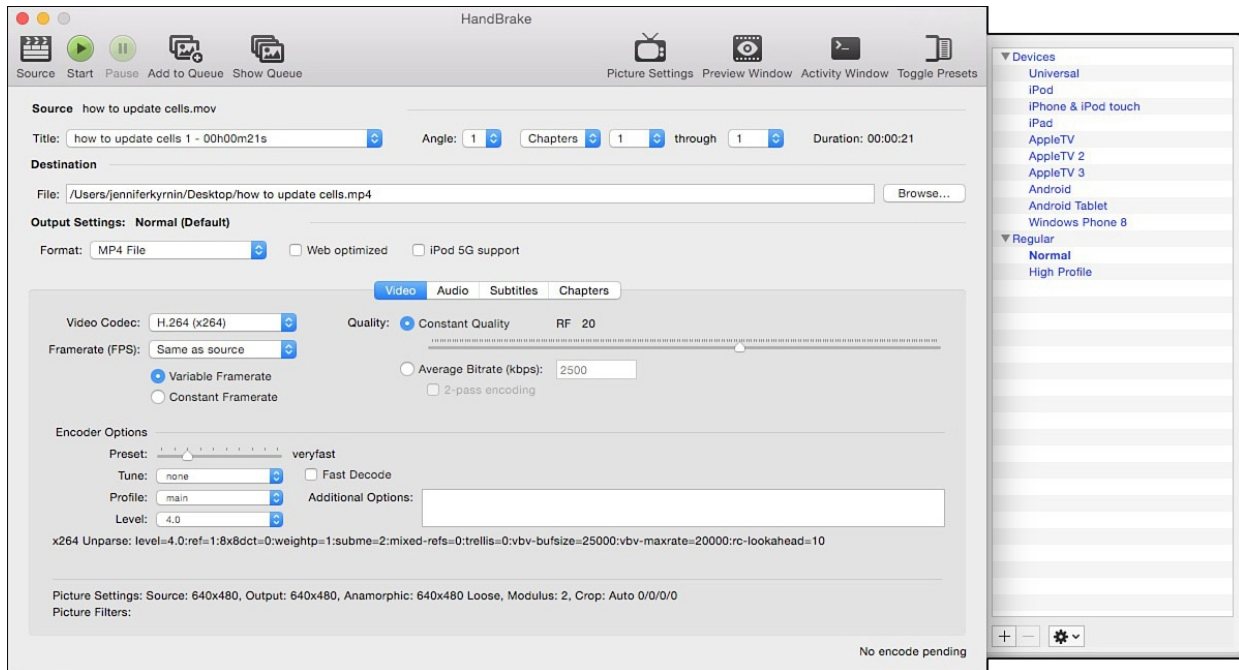 HandBrake
Source Start Pause Add to Queue Show Queue Picture Settings Preview Window Activity Window Toggle Presets
Source how to update cells.mov
Title: how to update cells 1 - 00h00m21s Angle: 1 Chapters 1 through 1 Duration: 00:00:21
Destination
File: /Users/jenniferkyrnin/Desktop/how to update cells.mp4 Browse...
Output Settings: Normal (Default)
Format: MP4 File Web optimized iPod 5G support
Video Audio Subtitles Chapters
Video Codec: H.264 (x264) Quality: Constant Quality RF 20
Framerate (FPS): Same as source
Variable Framerate Average Bitrate (kbps): 2500
Constant Framerate 2-pass encoding
Encoder Options
Preset: veryfast
Tune: none Fast Decode
Profile: main Additional Options:
Level: 4.0
x264 Unparse: level=4.0:ref=1:8x8dct=0:weightp=1:subme=2:mixed-refs=0:trellis=0:vbv-bufsize=25000:vbv-maxrate=20000:rc-lookahead=10
Picture Settings: Source: 640x480, Output: 640x480, Anamorphic: 640x480 Loose, Modulus: 2, Crop: Auto 0/0/0/0
Picture Filters:
No encode pending
Devices
Universal
iPod
iPhone & iPod touch
iPad
AppleTV
AppleTV 2
AppleTV 3
Android
Android Tablet
Windows Phone 8
Regular
Normal
High Profile